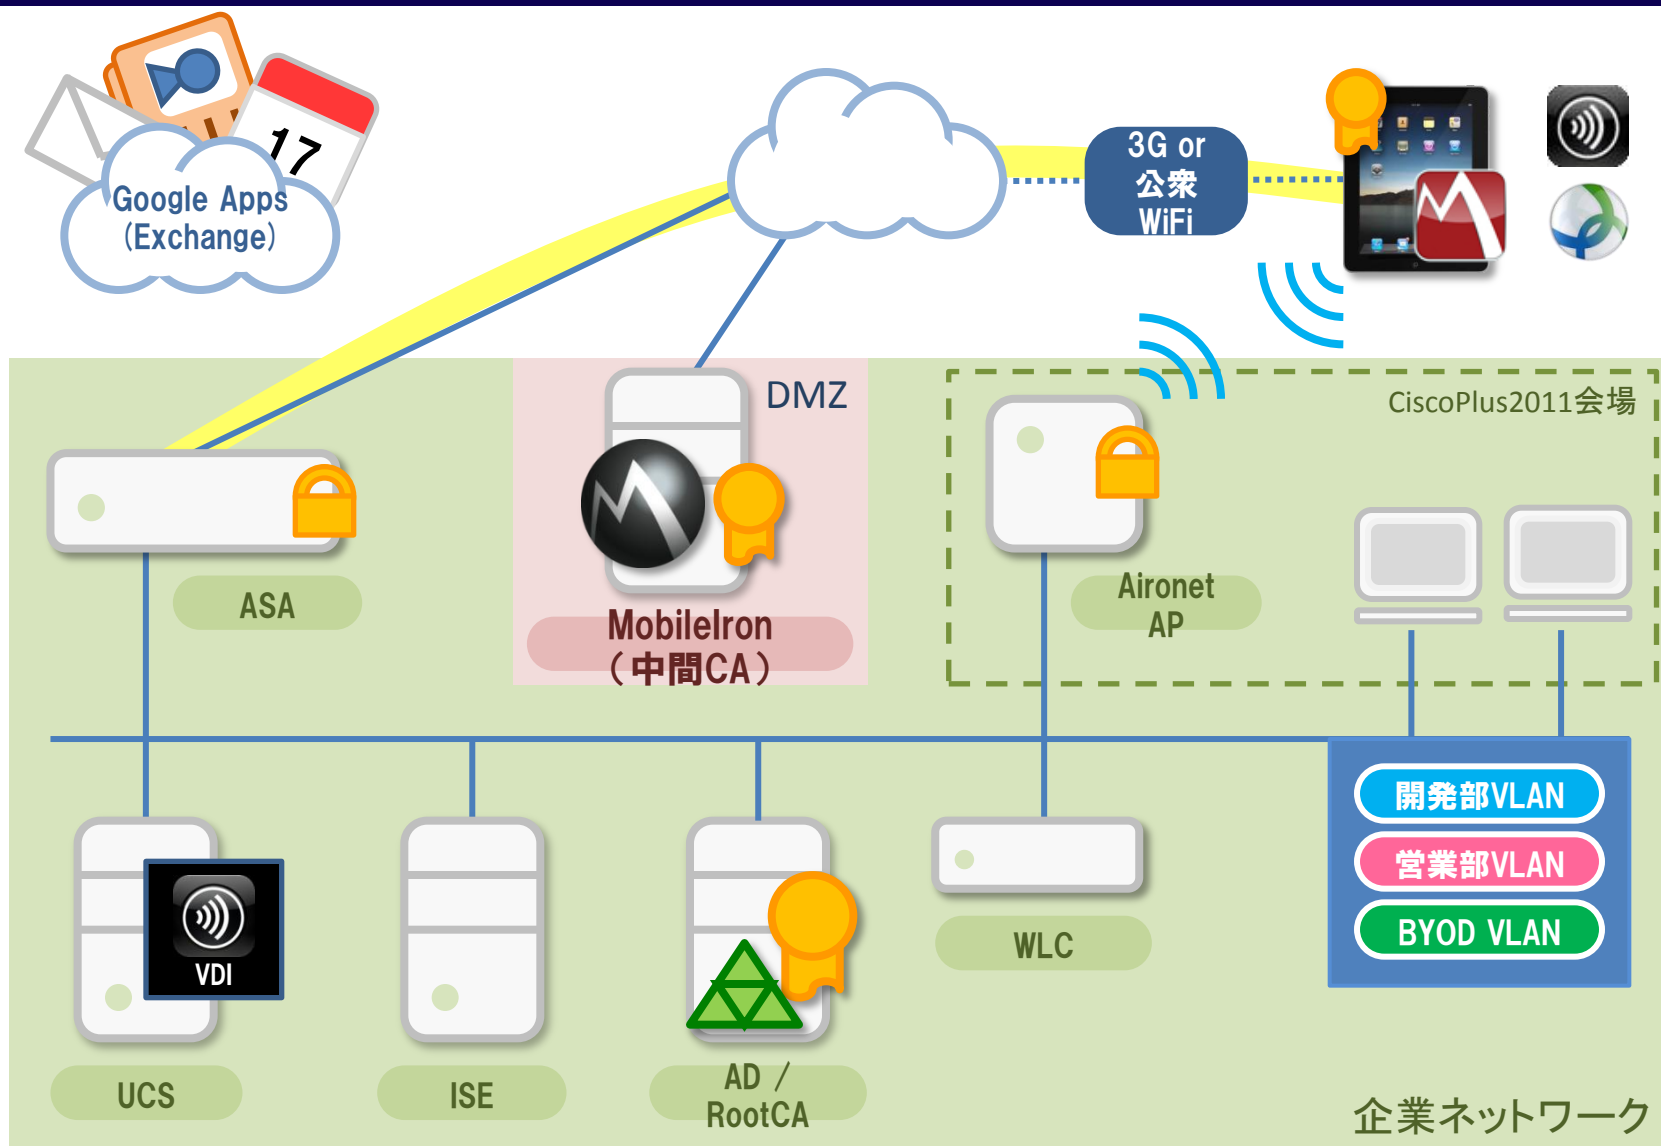 17
Google Apps
(Exchange)
3G or
公衆
WiFi
DMZ
CiscoPlus2011会場
ASA
MobileIron
（中間CA）
Aironet
AP
開発部VLAN
営業部VLAN
BYOD VLAN
VDI
WLC
UCS
ISE
AD /
RootCA
企業ネットワーク